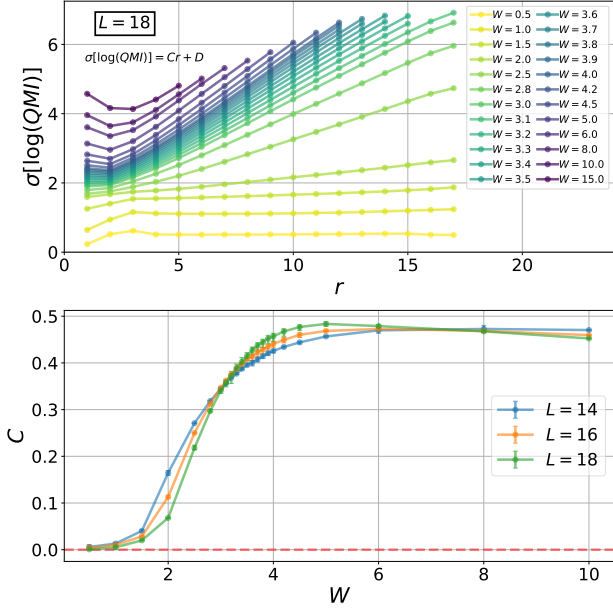 L = 18
σ[log(QMI)] = Cr + D
σ[log(QMI)]
6
4
2
0
0 5 10 15 20
r
W = 0.5
W = 1.0
W = 1.5
W = 2.0
W = 2.5
W = 2.8
W = 3.0
W = 3.1
W = 3.2
W = 3.3
W = 3.4
W = 3.5
W = 3.6
W = 3.7
W = 3.8
W = 3.9
W = 4.0
W = 4.2
W = 4.5
W = 5.0
W = 6.0
W = 8.0
W = 10.0
W = 15.0
C
0.5
0.4
0.3
0.2
0.1
0.0
2 4 6 8 10
W
L = 14
L = 16
L = 18